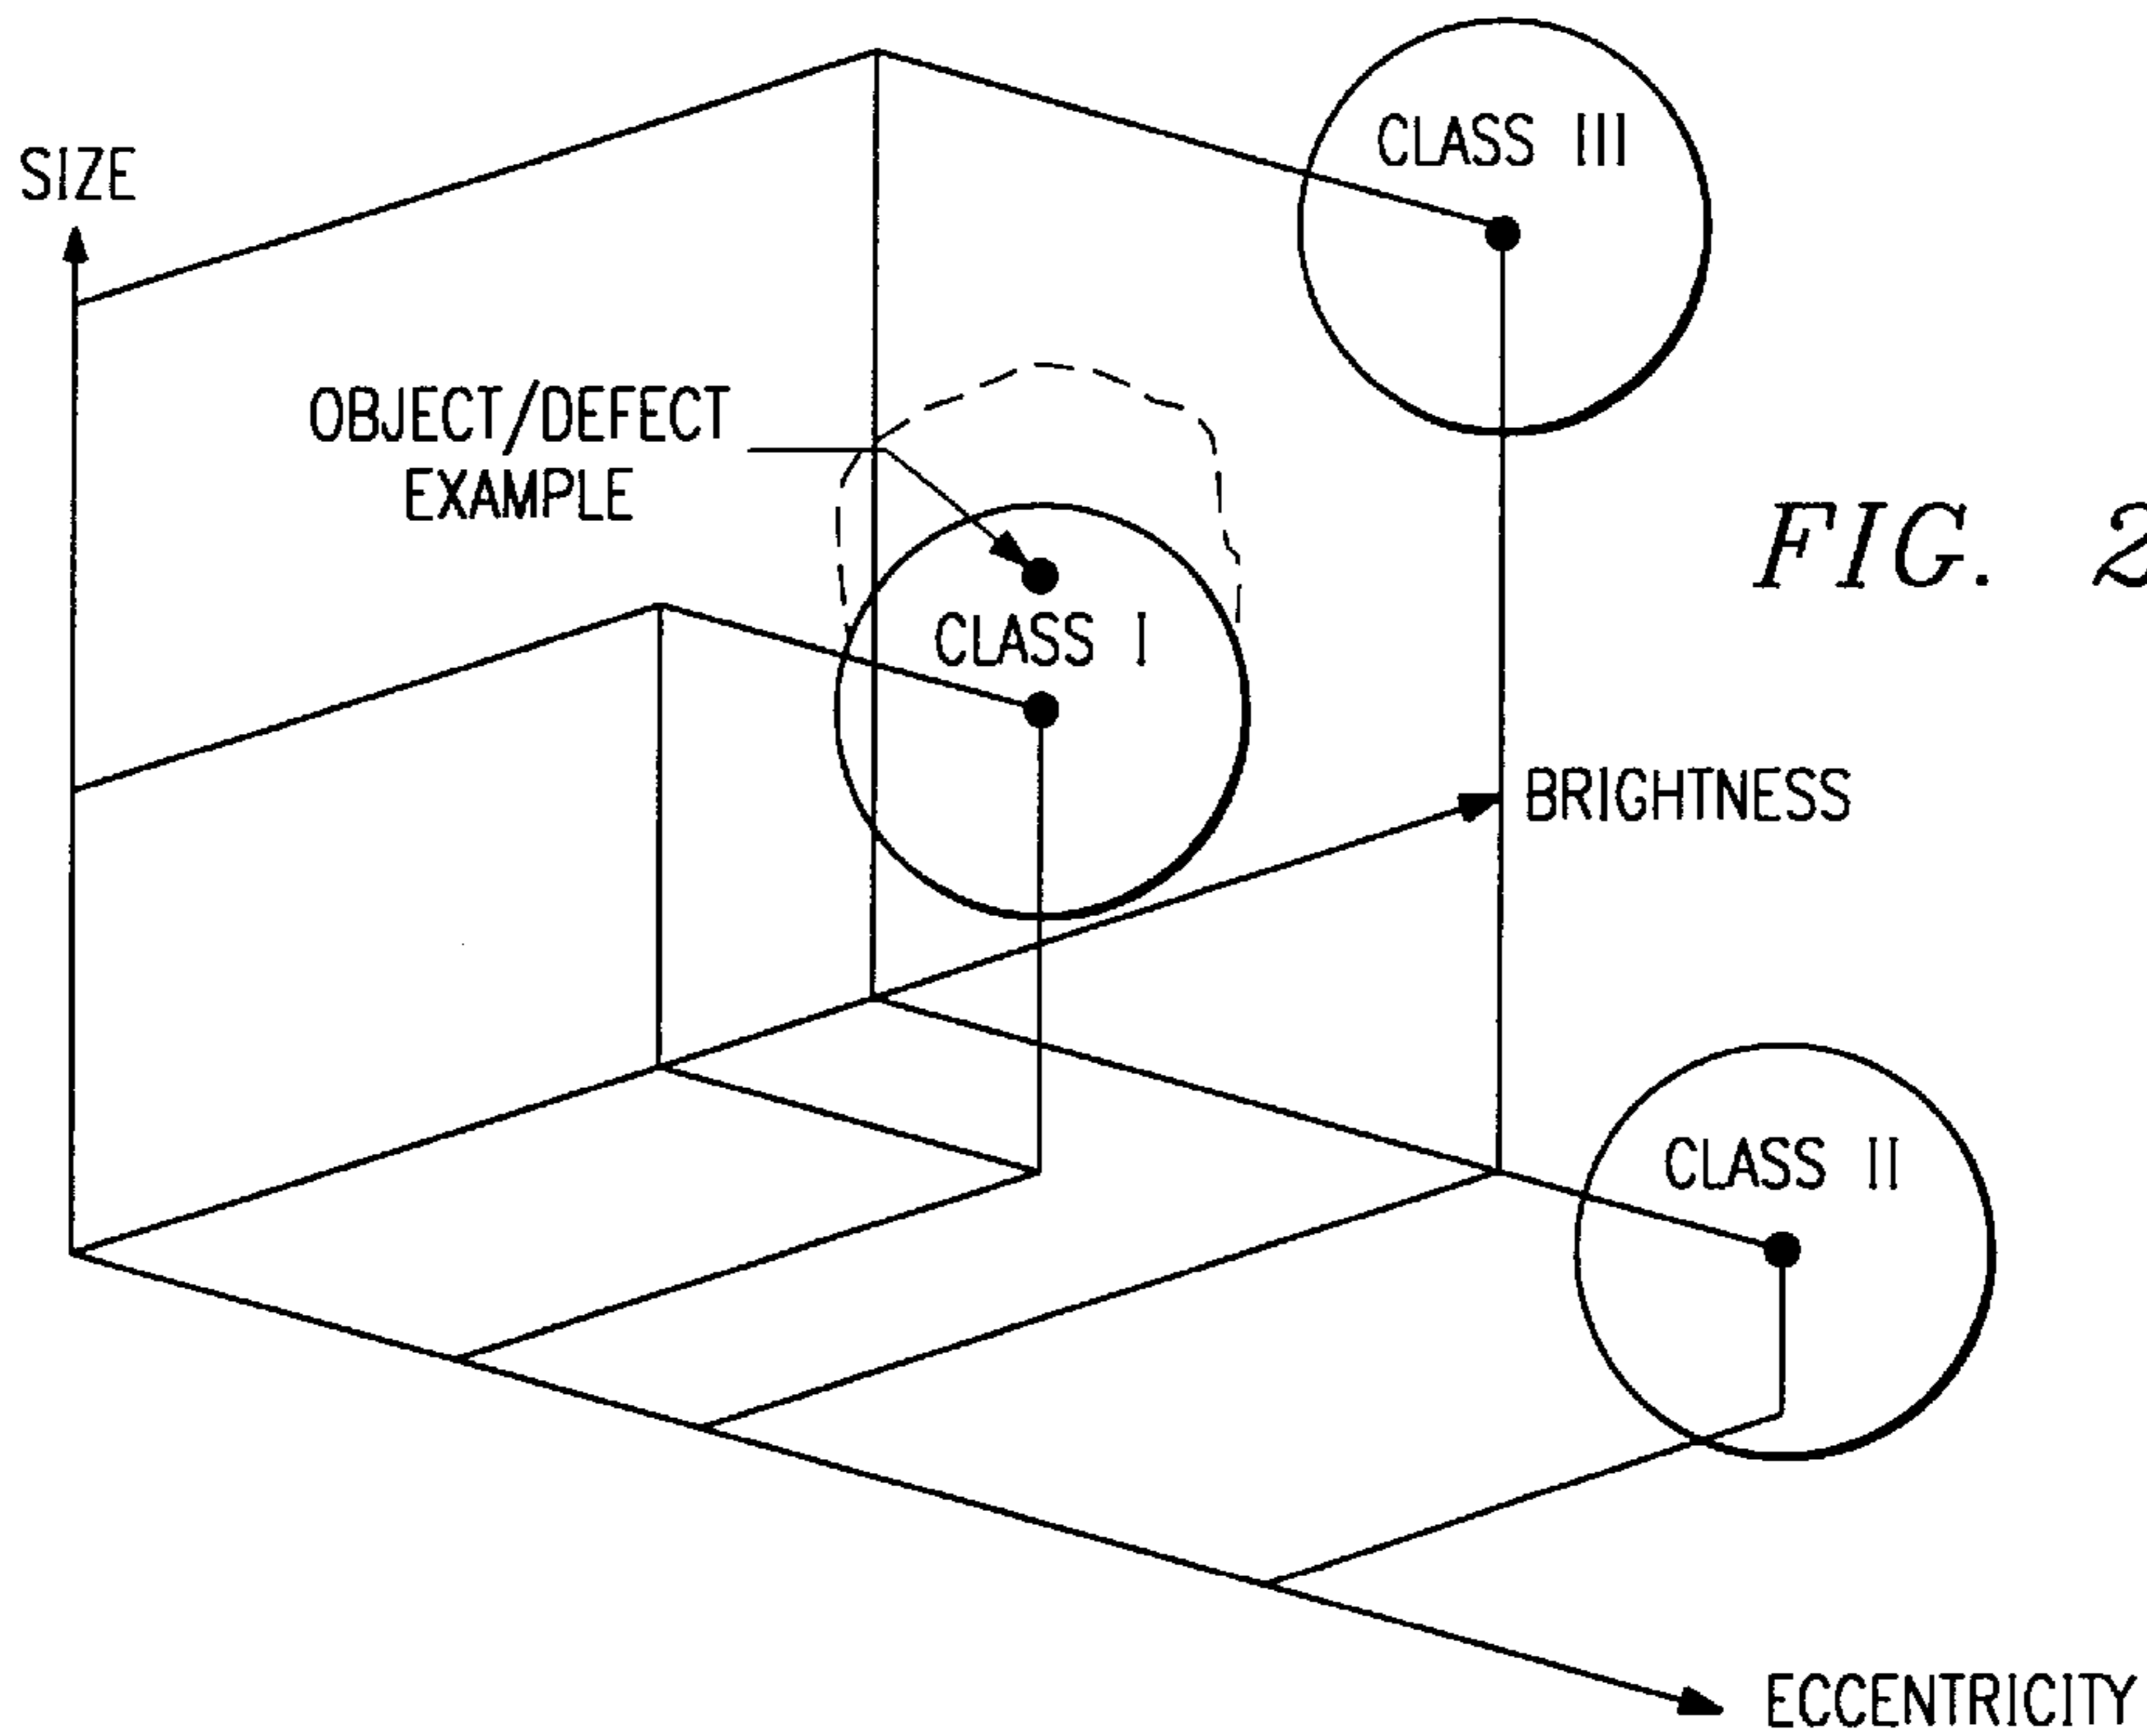 CLASS III
SIZE
OBJECT/DEFECT
EXAMPLE
FIG. 2
CLASS I
BRIGHTNESS
CLASS II
ECCENTRICITY